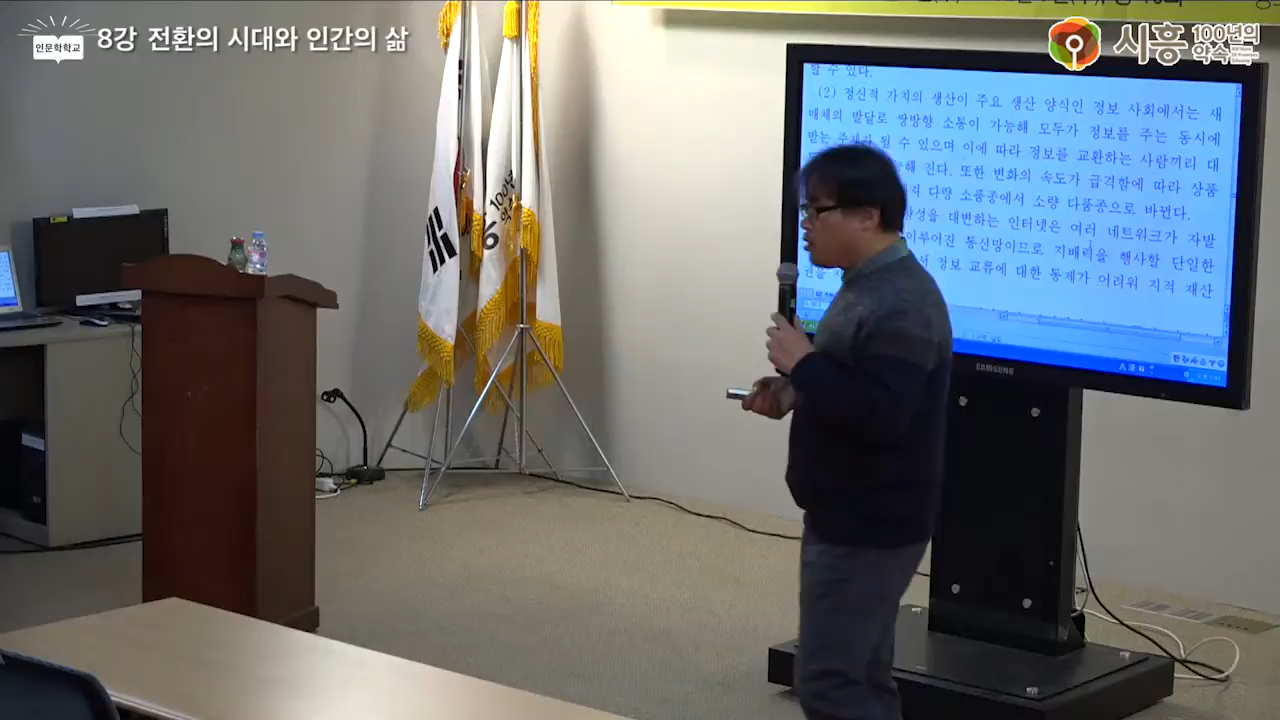 인문학학교
8강 전환의 시대와 인간의 삶
시흥
100년의
약속
할 수 있다.
(2) 정신적 가치의 생산이 주요 생산 양식인 정보 사회에서는 새
매체의 발달로 쌍방향 소통이 가능해 모두가 정보를 주는 동시에
받는 주체가 될 수 있으며 이에 따라 정보를 교환하는 사람끼리 대
해 진다. 또한 변화의 속도가 급격함에 따라 상품
적 다량 소품종에서 소량 다품종으로 바뀐다.
성을 대변하는 인터넷은 여러 네트워크가 자발
이루어진 통신망이므로 지배력을 행사할 단일한
서 정보 교류에 대한 통제가 어려워 지적 재산
100년
SAMSUNG